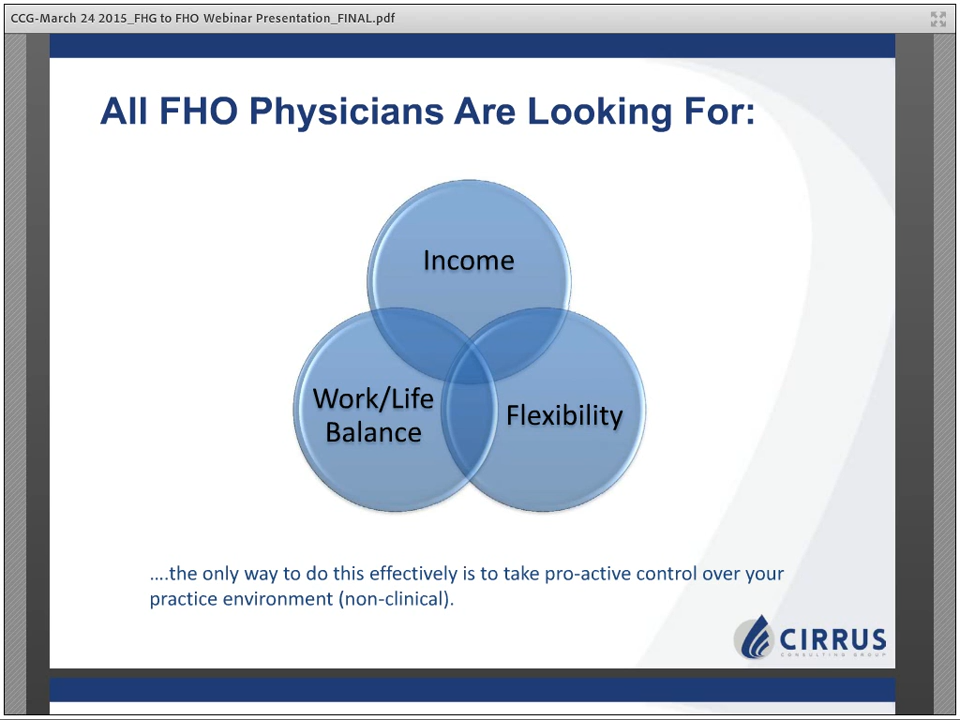 CCG-March 24 2015_FHG to FHO Webinar Presentation_FINAL.pdf
All FHO Physicians Are Looking For:
Income
Work/Life
Balance
Flexibility
....the only way to do this effectively is to take pro-active control over your
practice environment (non-clinical).
CIRRUS
CONSULTING GROUP